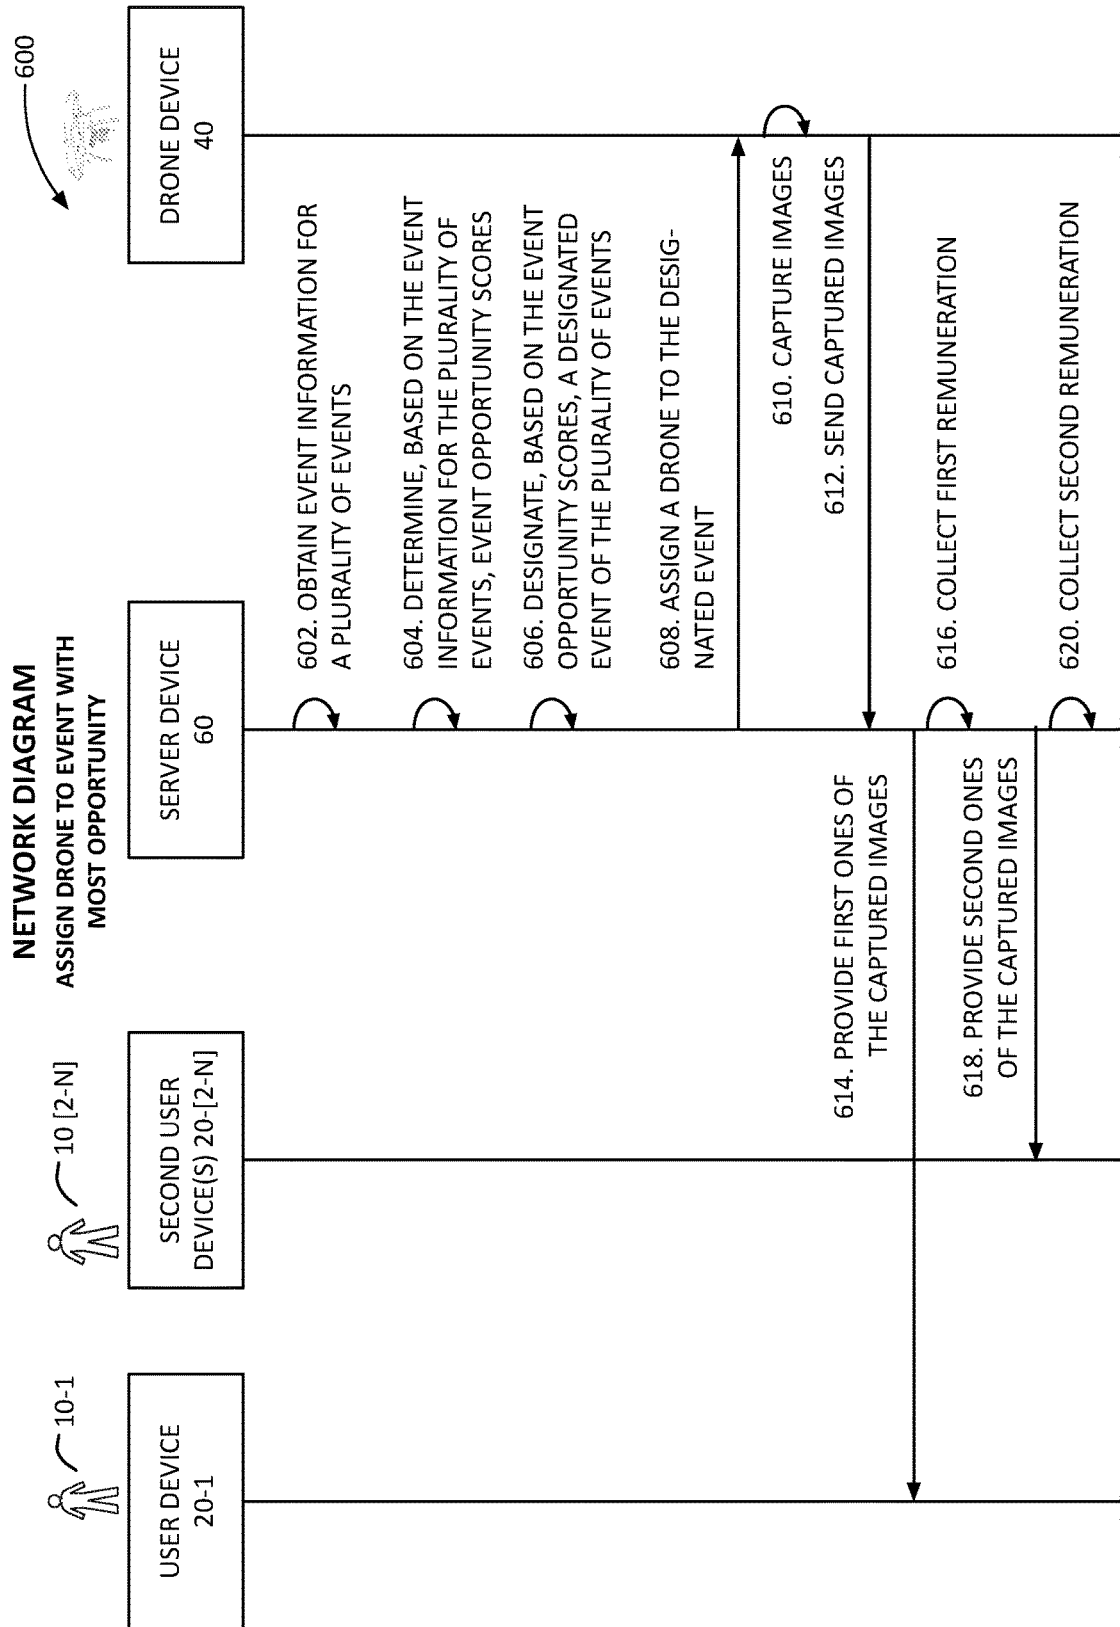 NETWORK DIAGRAM
ASSIGN DRONE TO EVENT WITH
MOST OPPORTUNITY
600
10-1
10 [2-N]
USER DEVICE
20-1
SECOND USER
DEVICE(S) 20-[2-N]
SERVER DEVICE
60
DRONE DEVICE
40
602. OBTAIN EVENT INFORMATION FOR
A PLURALITY OF EVENTS
604. DETERMINE, BASED ON THE EVENT
INFORMATION FOR THE PLURALITY OF
EVENTS, EVENT OPPORTUNITY SCORES
606. DESIGNATE, BASED ON THE EVENT
OPPORTUNITY SCORES, A DESIGNATED
EVENT OF THE PLURALITY OF EVENTS
608. ASSIGN A DRONE TO THE DESIG-
NATED EVENT
610. CAPTURE IMAGES
612. SEND CAPTURED IMAGES
614. PROVIDE FIRST ONES OF
THE CAPTURED IMAGES
616. COLLECT FIRST REMUNERATION
618. PROVIDE SECOND ONES
OF THE CAPTURED IMAGES
620. COLLECT SECOND REMUNERATION